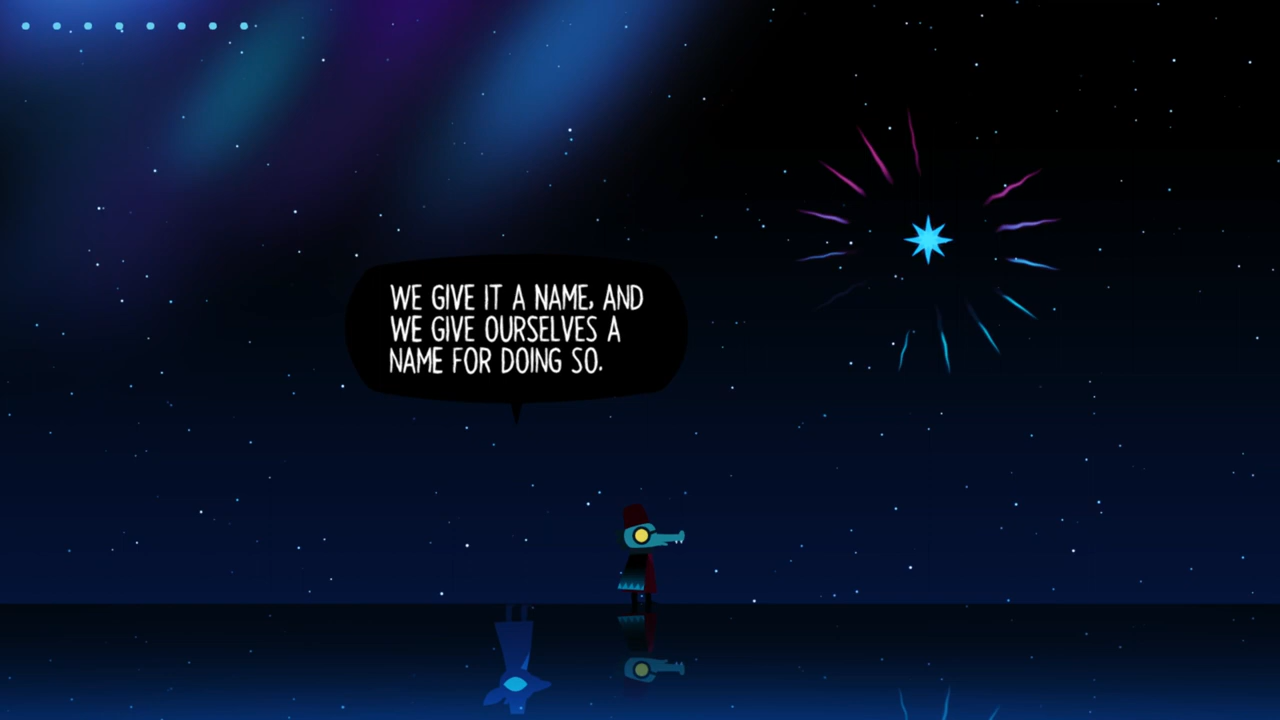 WE GIVE IT A NAME, AND
WE GIVE OURSELVES A
NAME FOR DOING SO.